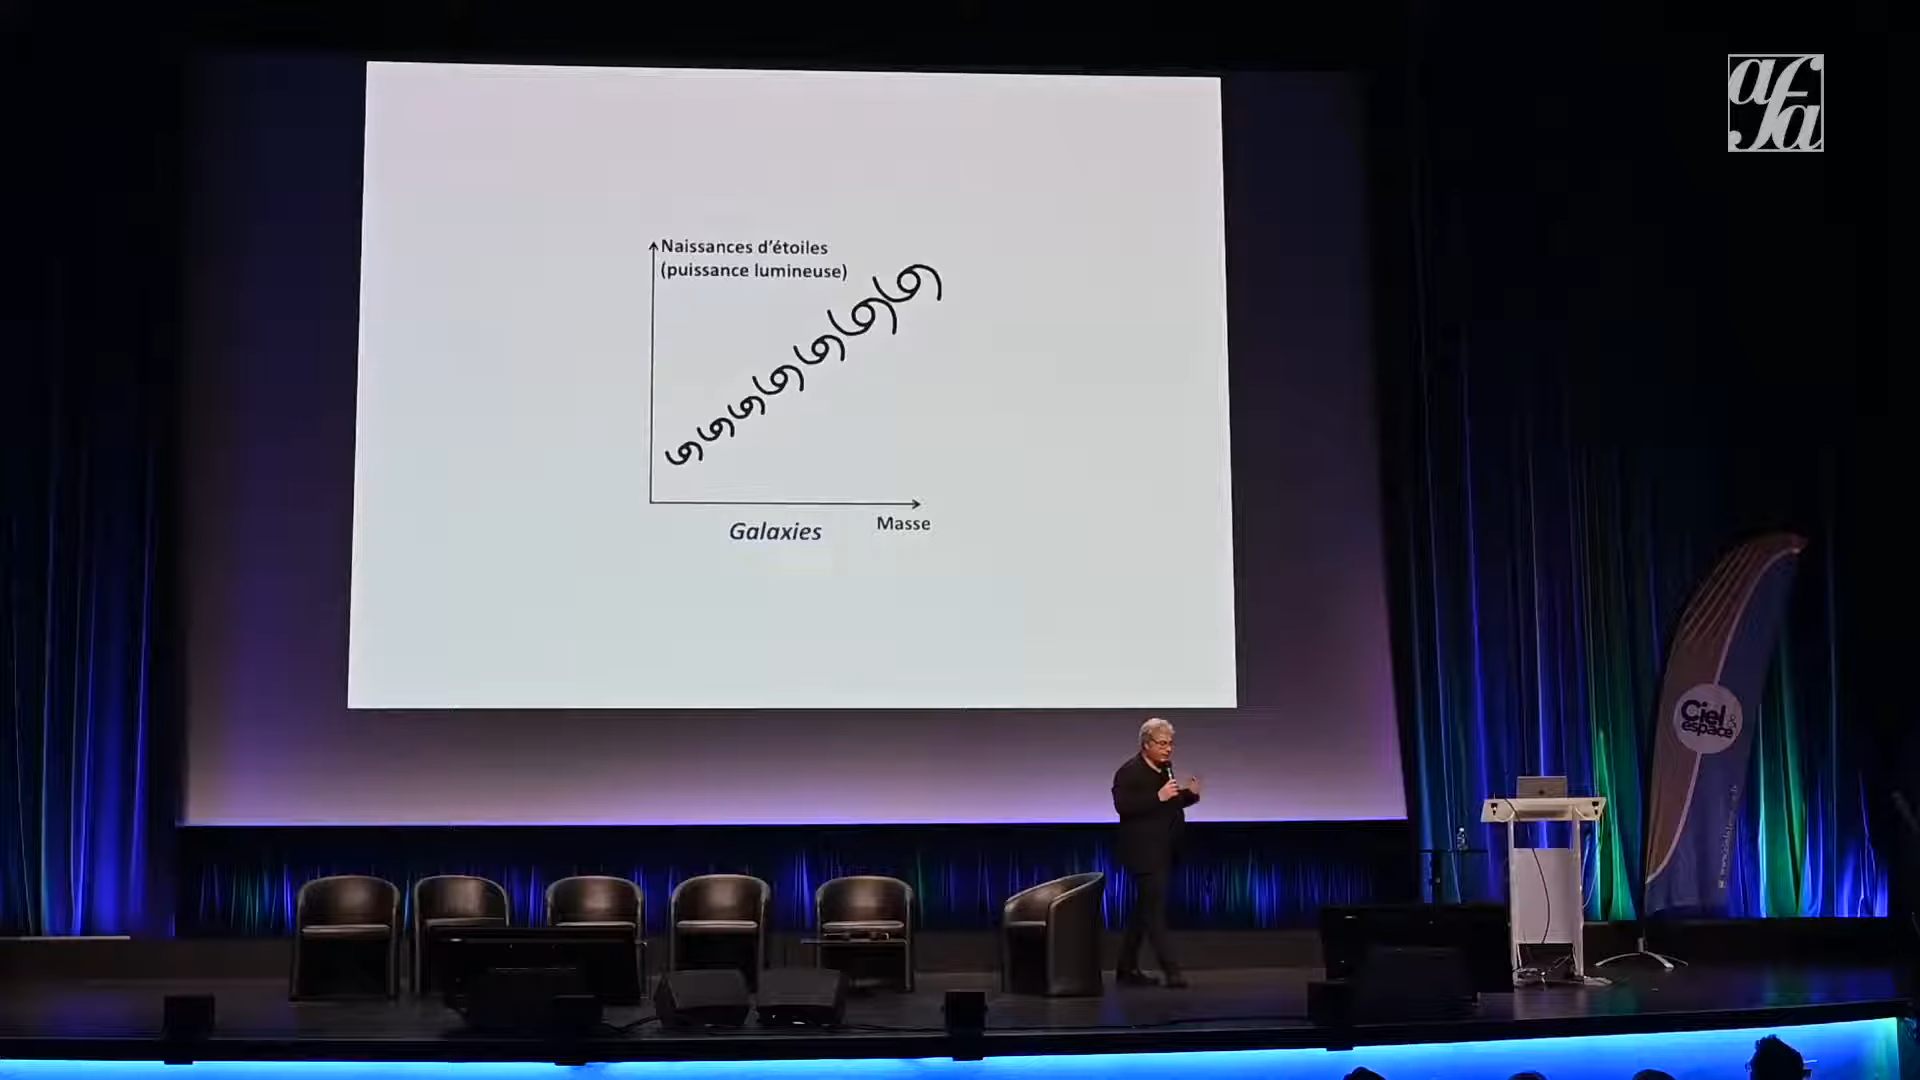 afa
Naissances d'étoiles
(puissance lumineuse)
Masse
Galaxies
Ciel
&
espace